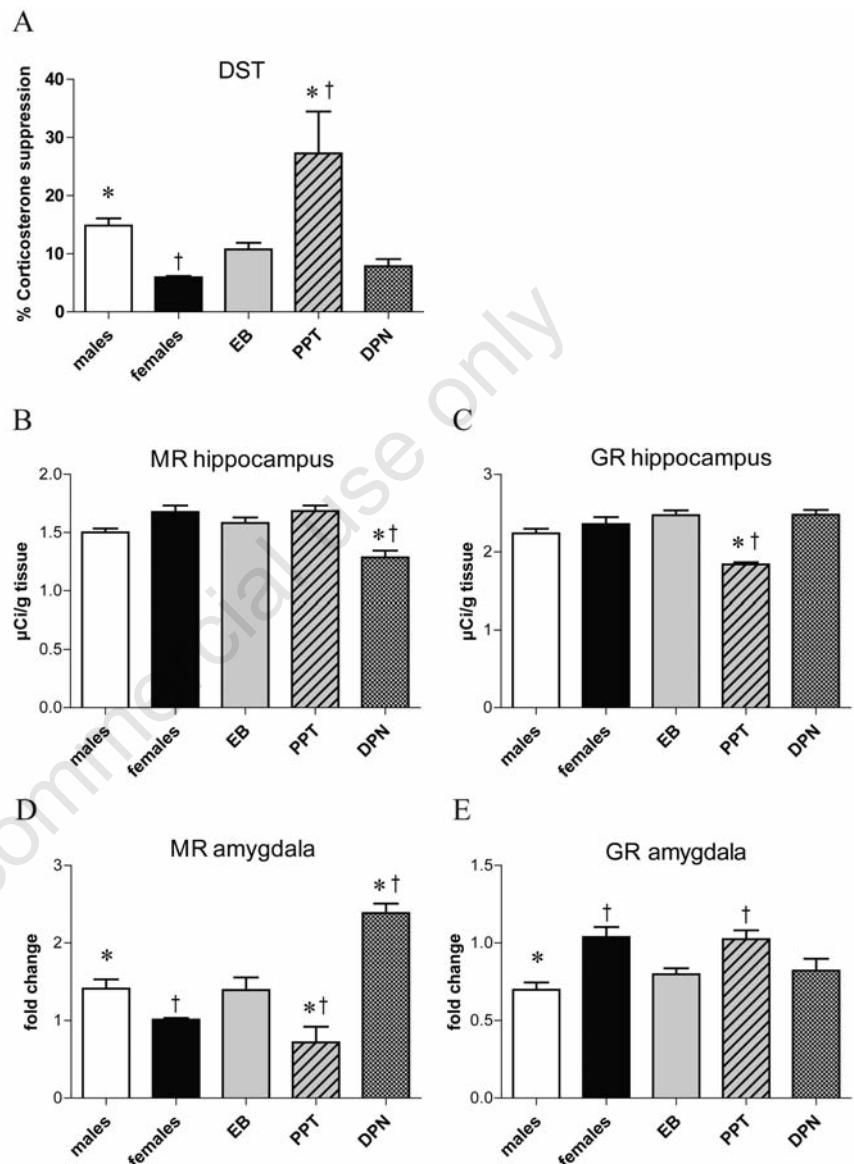 A
DST
% Corticosterone suppression
40
30
20
10
0
* 
†
* †
males
females
EB
PPT
DPN
B
MR hippocampus
µCi/g tissue
2.0
1.5
1.0
0.5
0.0
* †
males
females
EB
PPT
DPN
C
GR hippocampus
µCi/g tissue
3
2
1
0
* †
males
females
EB
PPT
DPN
D
MR amygdala
fold change
3
2
1
0
*
†
*†
* †
males
females
EB
PPT
DPN
E
GR amygdala
fold change
1.5
1.0
0.5
0.0
*
†
†
males
females
EB
PPT
DPN
commercial use only